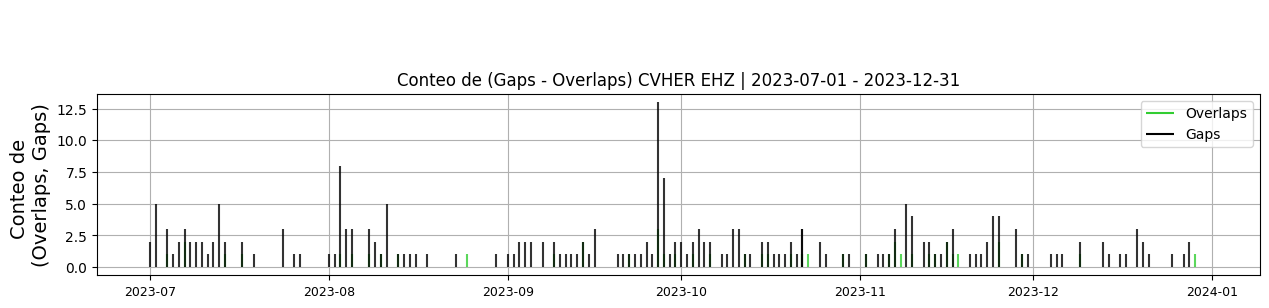 Conteo de (Gaps - Overlaps) CVHER EHZ | 2023-07-01 - 2023-12-31
Conteo de
(Overlaps, Gaps)
12.5
10.0
7.5
5.0
2.5
0.0
Overlaps
Gaps
2023-07
2023-08
2023-09
2023-10
2023-11
2023-12
2024-01